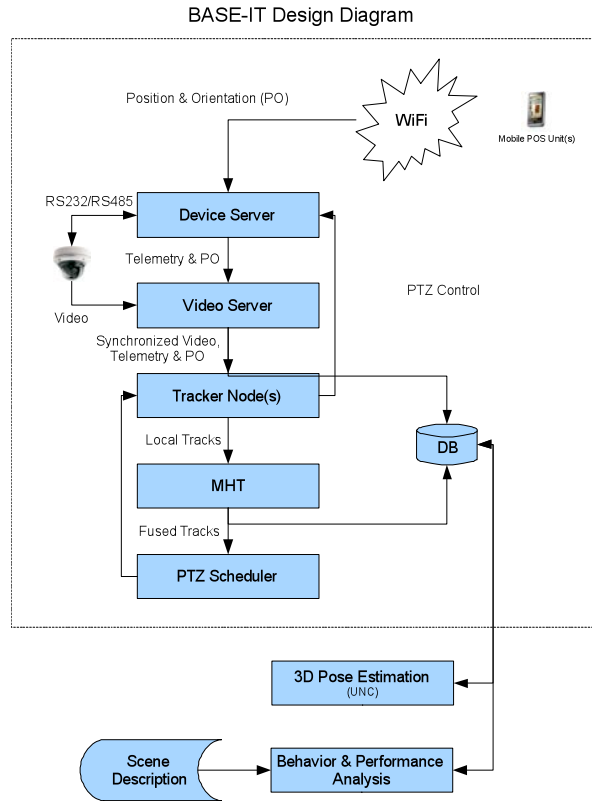 BASE-IT Design Diagram
Position & Orientation (PO)
WiFi
Mobile POS Unit(s)
RS232/RS485
Device Server
Telemetry & PO
PTZ Control
Video Server
Video
Synchronized Video,
Telemetry & PO
Tracker Node(s)
Local Tracks
DB
MHT
Fused Tracks
PTZ Scheduler
3D Pose Estimation
(UNC)
Scene
Description
Behavior & Performance
Analysis